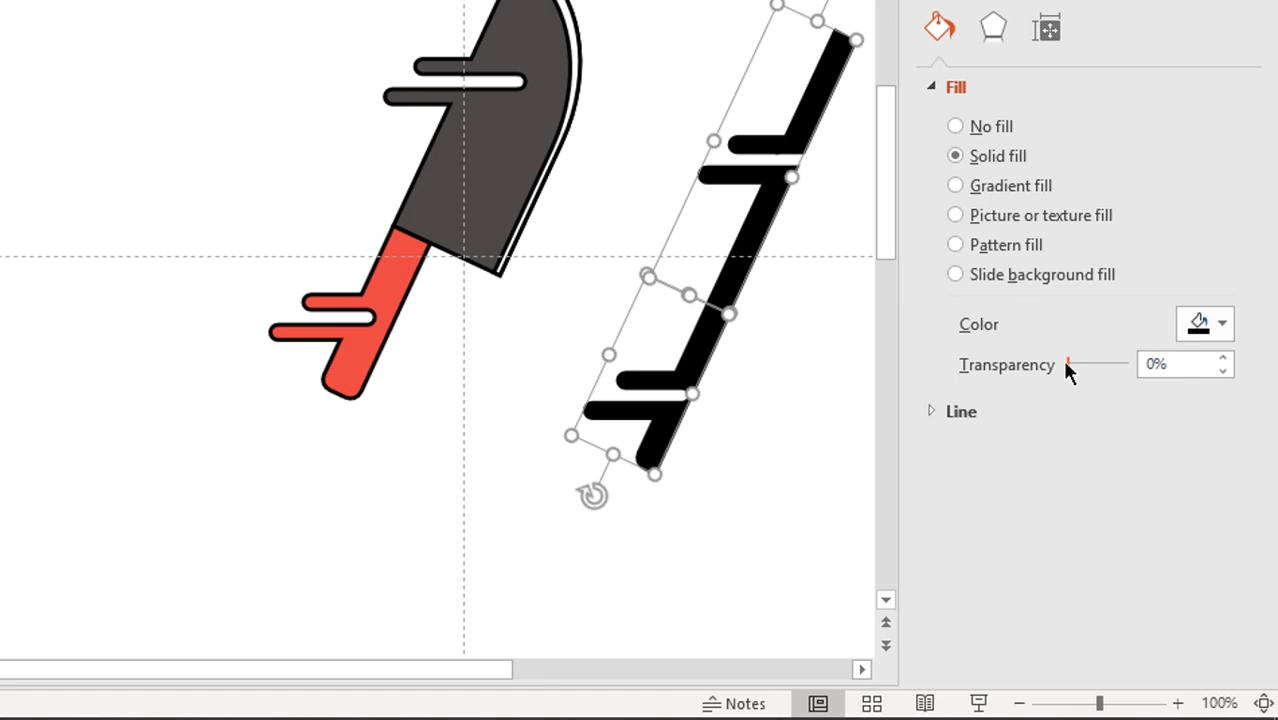 Fill
No fill
Solid fill
Gradient fill
Picture or texture fill
Pattern fill
Slide background fill
Color
Transparency 0%
Line
Notes 100%